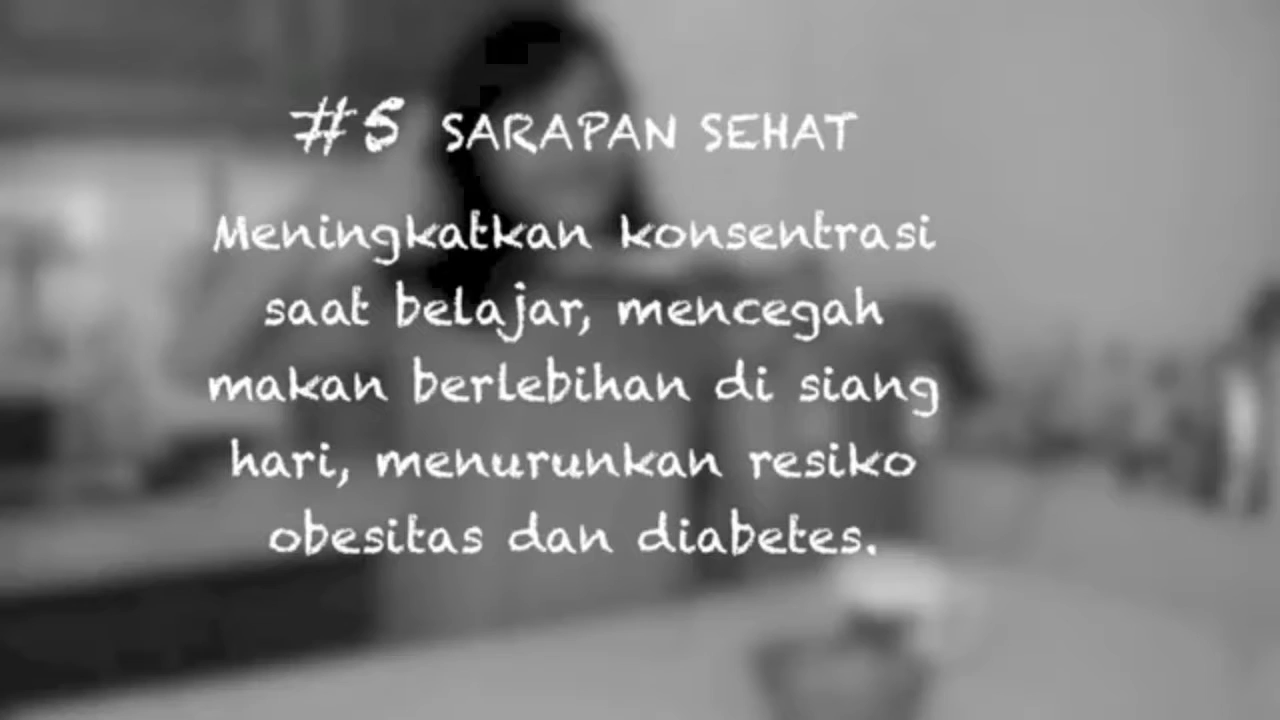 #5 SARAPAN SEHAT
Meningkatkan konsentrasi
saat belajar, mencegah
makan berlebihan di siang
hari, menurunkan resiko
obesitas dan diabetes.